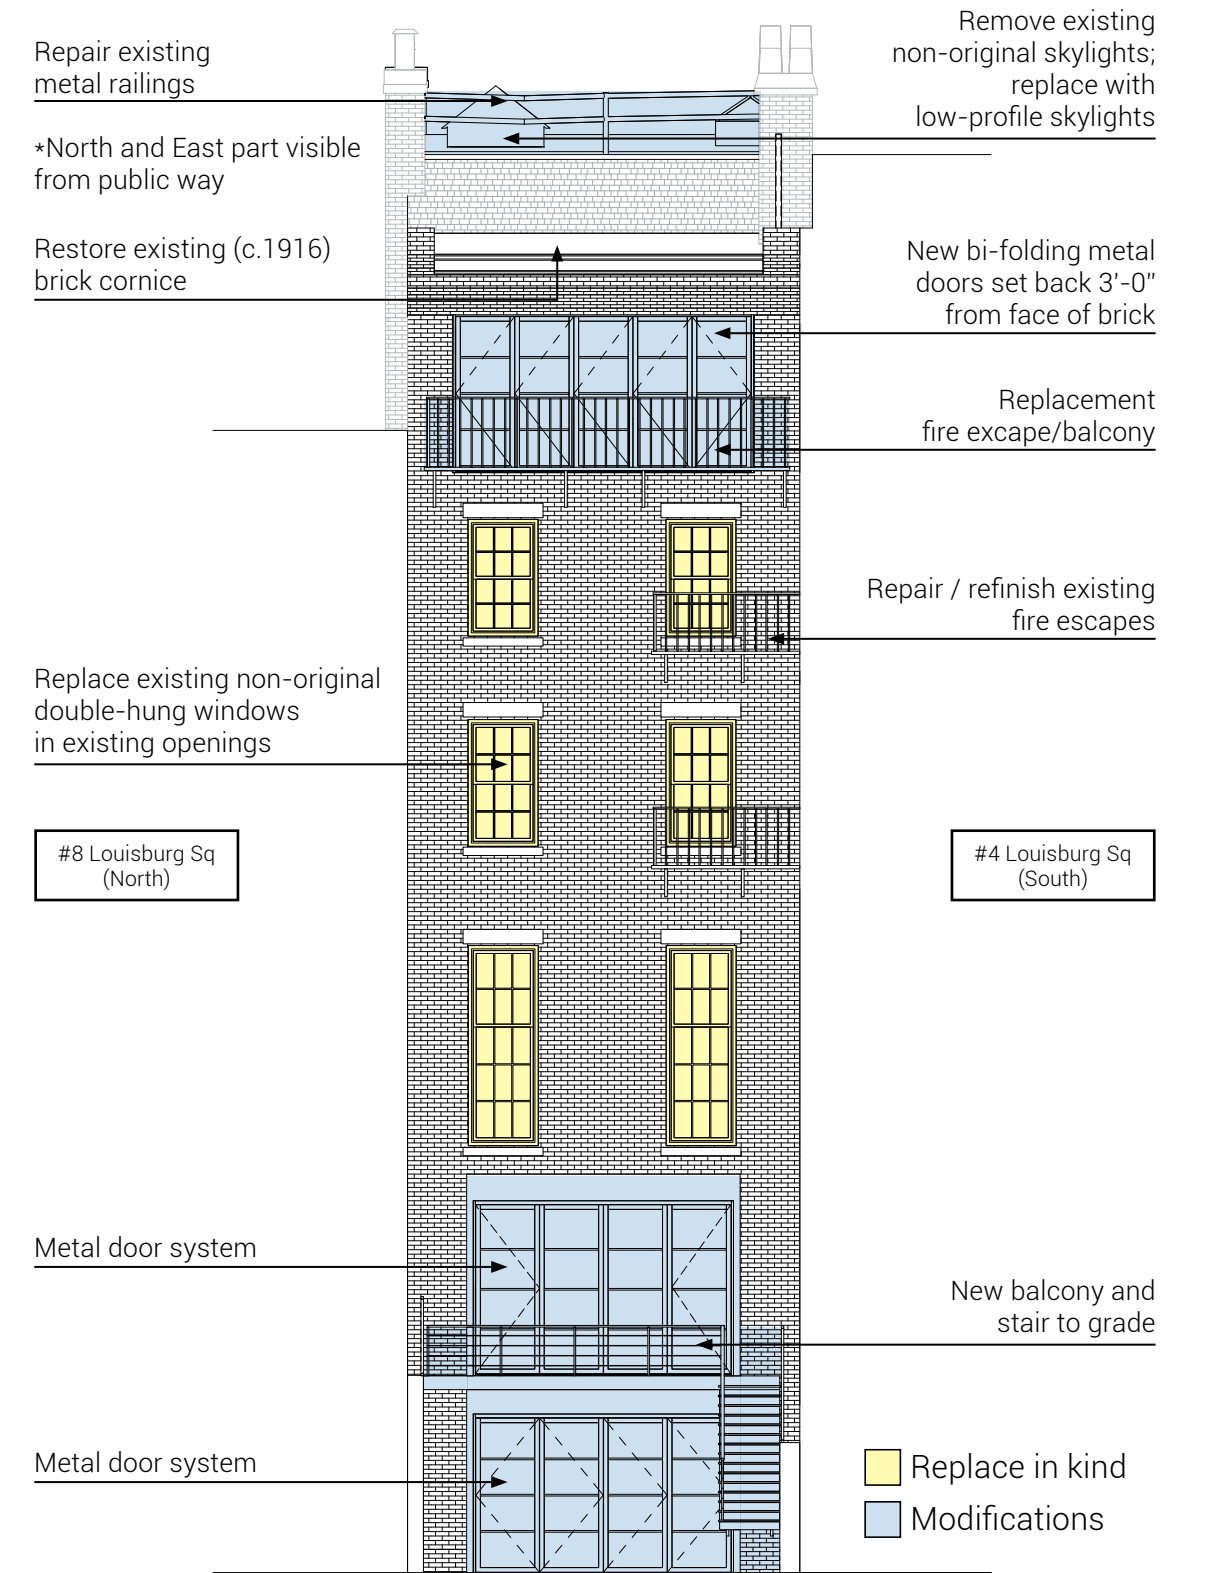 Repair existing
metal railings
*North and East part visible
from public way
Restore existing (c.1916)
brick cornice
Replace existing non-original
double-hung windows
in existing openings
#8 Louisburg Sq
(North)
Metal door system
Metal door system
Remove existing
non-original skylights;
replace with
low-profile skylights
New bi-folding metal
doors set back 3'-0"
from face of brick
Replacement
fire excape/balcony
Repair / refinish existing
fire escapes
#4 Louisburg Sq
(South)
New balcony and
stair to grade
Replace in kind
Modifications